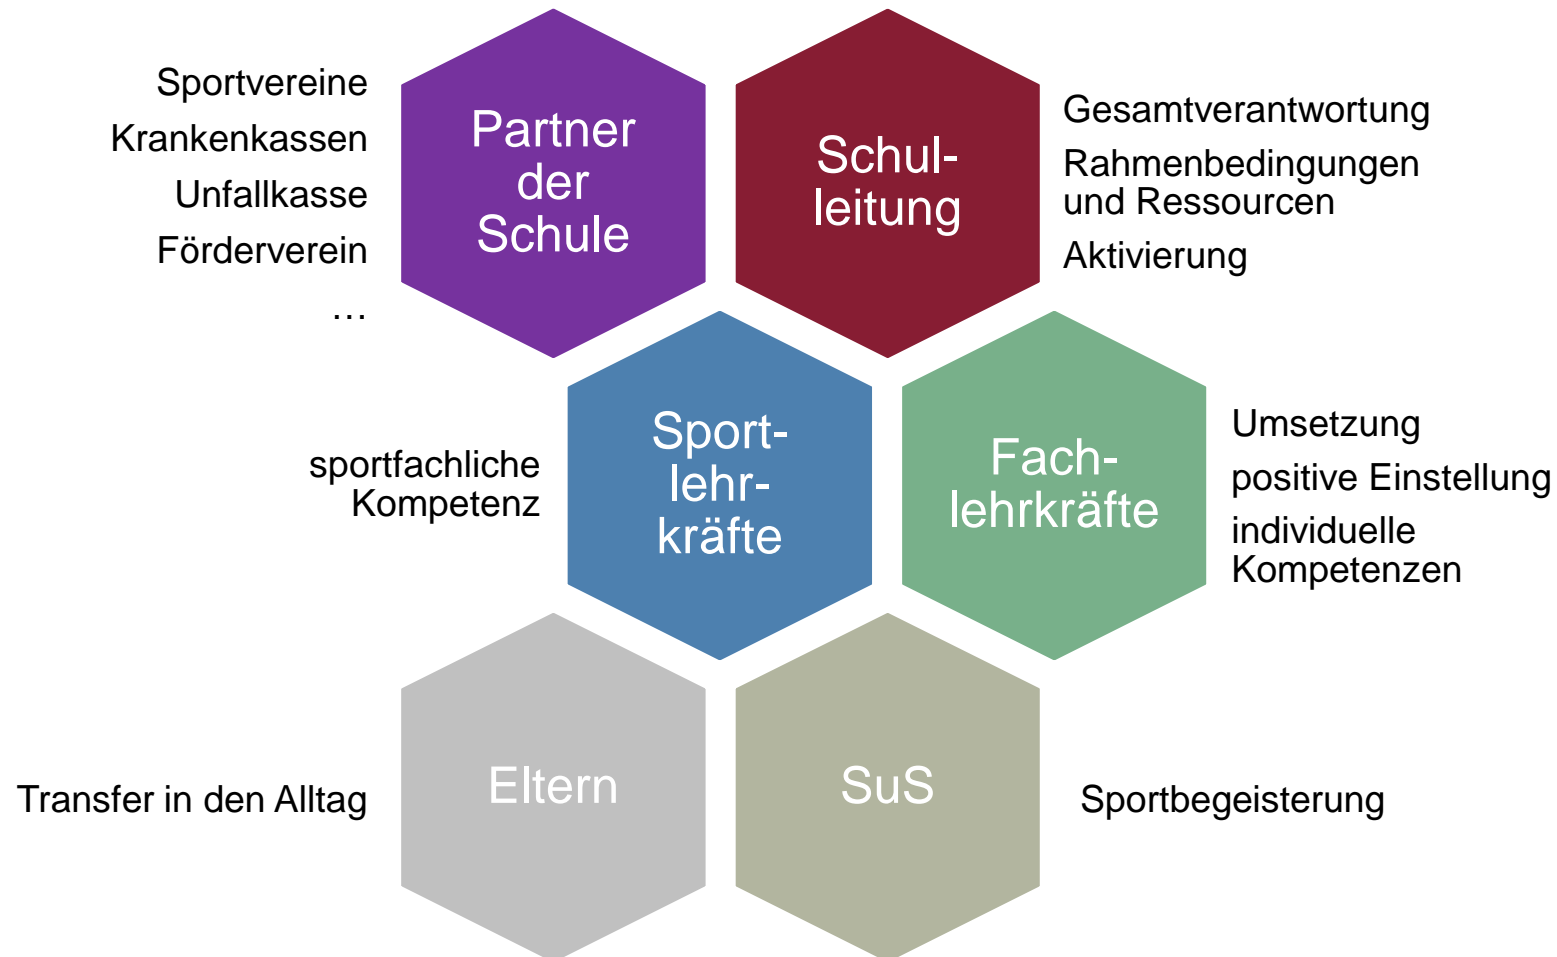 Sportvereine
Krankenkassen
Unfallkasse
Förderverein
…
Partner
der
Schule
Schul-
leitung
Gesamtverantwortung
Rahmenbedingungen
und Ressourcen
Aktivierung
sportfachliche
Kompetenz
Sport-
lehr-
kräfte
Fach-
lehrkräfte
Umsetzung
positive Einstellung
individuelle
Kompetenzen
Transfer in den Alltag
Eltern
SuS
Sportbegeisterung